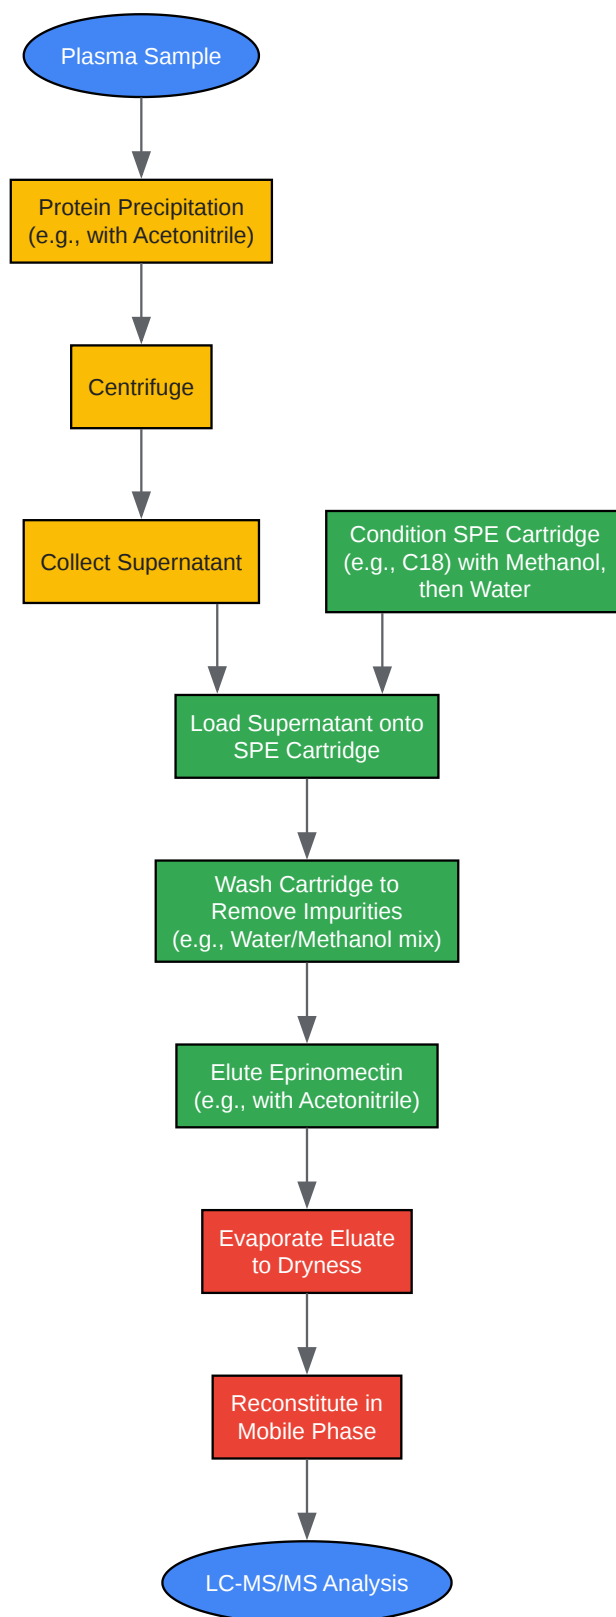 Plasma Sample
Protein Precipitation
(e.g., with Acetonitrile)
Centrifuge
Collect Supernatant
Condition SPE Cartridge
(e.g., C18) with Methanol,
then Water
Load Supernatant onto
SPE Cartridge
Wash Cartridge to
Remove Impurities
(e.g., Water/Methanol mix)
Elute Eprinomectin
(e.g., with Acetonitrile)
Evaporate Eluate
to Dryness
Reconstitute in
Mobile Phase
LC-MS/MS Analysis